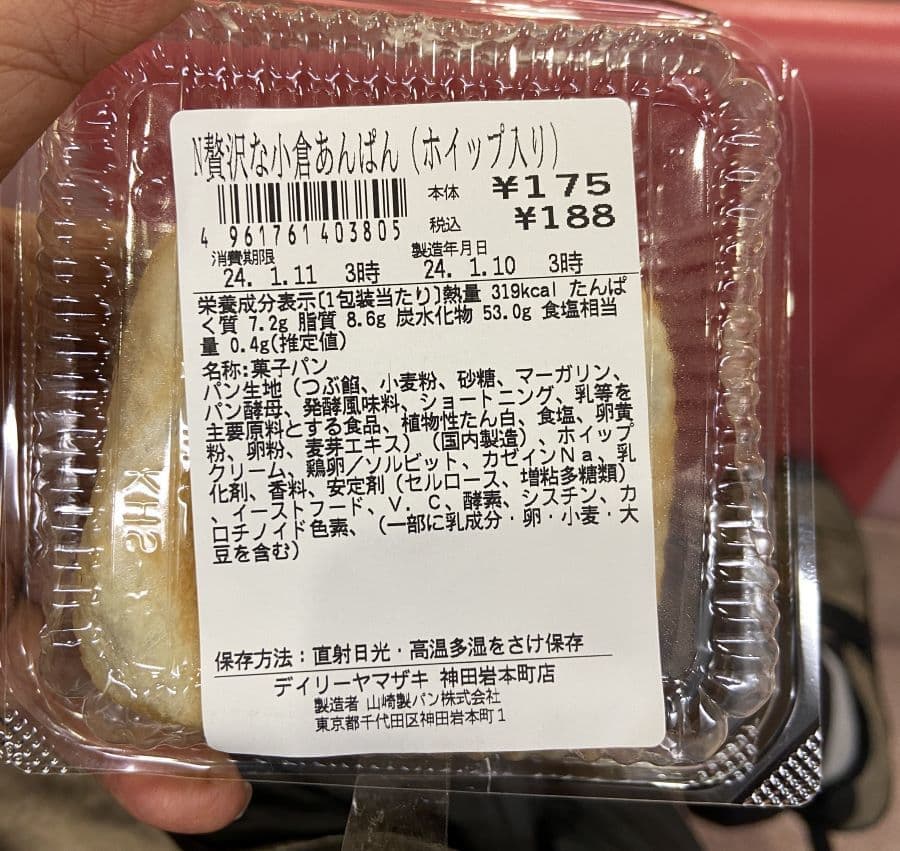 N贅沢な小倉あんぱん（ホイップ入り）
本体 ¥175
税込 ¥188
4 961761 403805
消費期限 製造年月日
24. 1.11 3時 24. 1.10 3時
栄養成分表示[1包装当たり]熱量 319kcal たんぱ
く質 7.2g 脂質 8.6g 炭水化物 53.0g 食塩相当
量 0.4g(推定値)
名称:菓子パン
パン生地（つぶ餡、小麦粉、砂糖、マーガリン、
パン酵母、発酵風味料、ショートニング、乳等を
主要原料とする食品、植物性たん白、食塩、卵黄
粉、卵粉、麦芽エキス）（国内製造）、ホイップ
クリーム、鶏卵／ソルビット、カゼインＮａ、乳
化剤、香料、安定剤（セルロース、増粘多糖類）
、イーストフード、Ｖ．Ｃ、酵素、シスチン、カ
ロチノイド色素、（一部に乳成分・卵・小麦・大
豆を含む）
保存方法：直射日光・高温多湿をさけ保存
デイリーヤマザキ 神田岩本町店
製造者 山崎製パン株式会社
東京都千代田区神田岩本町１
KHS